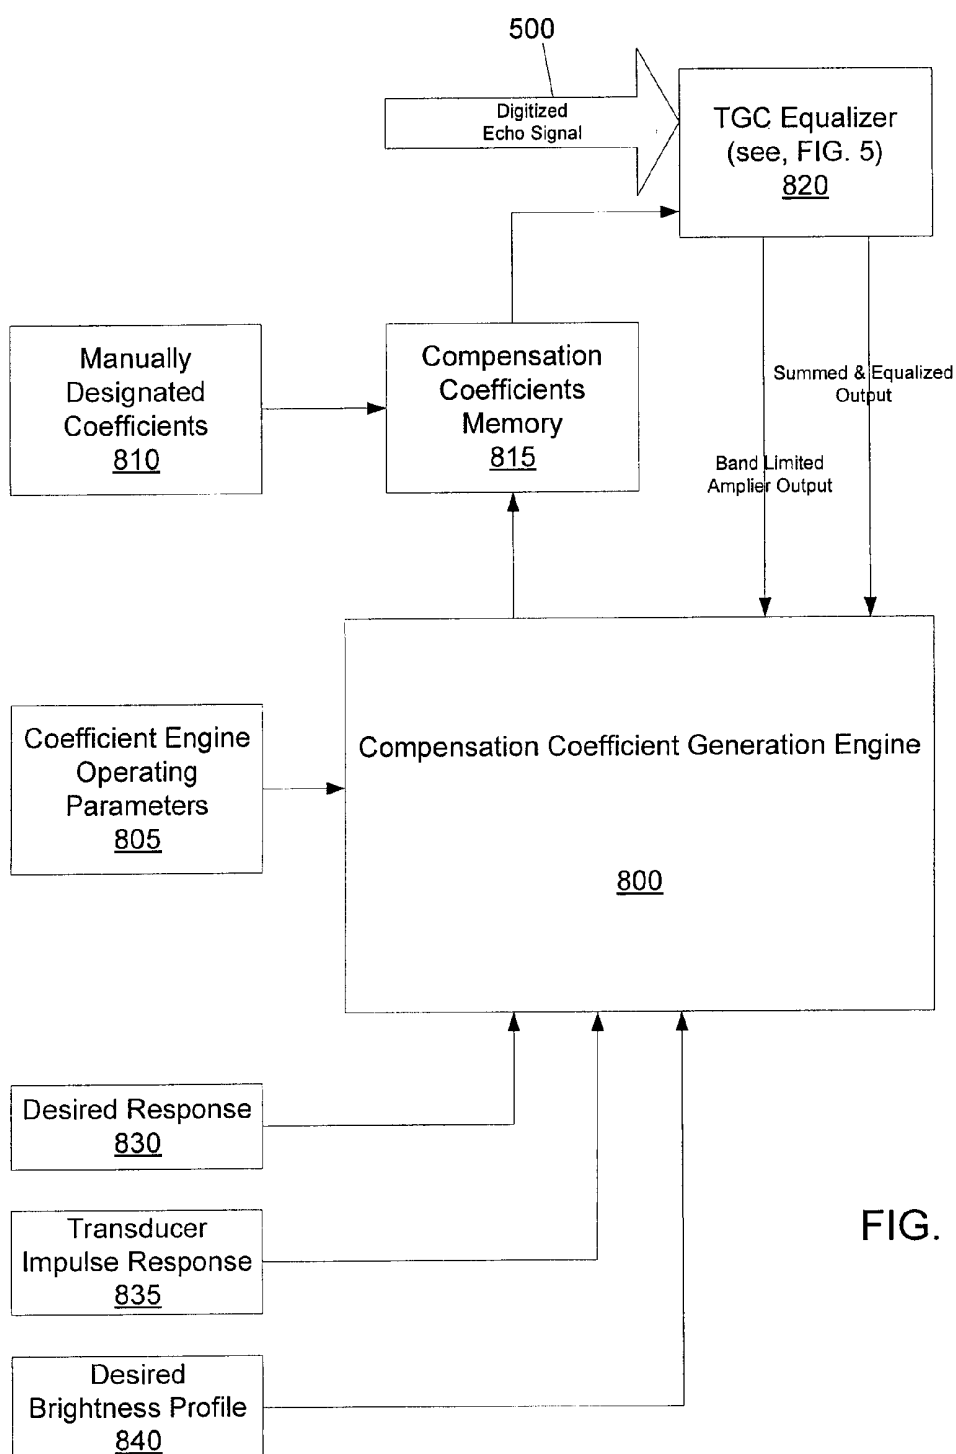 500
Digitized
Echo Signal
TGC Equalizer
(see, FIG. 5)
820
Manually
Designated
Coefficients
810
Compensation
Coefficients
Memory
815
Summed & Equalized
Output
Band Limited
Amplier Output
Coefficient Engine
Operating
Parameters
805
Compensation Coefficient Generation Engine
800
Desired Response
830
Transducer
Impulse Response
835
FIG.
Desired
Brightness Profile
840